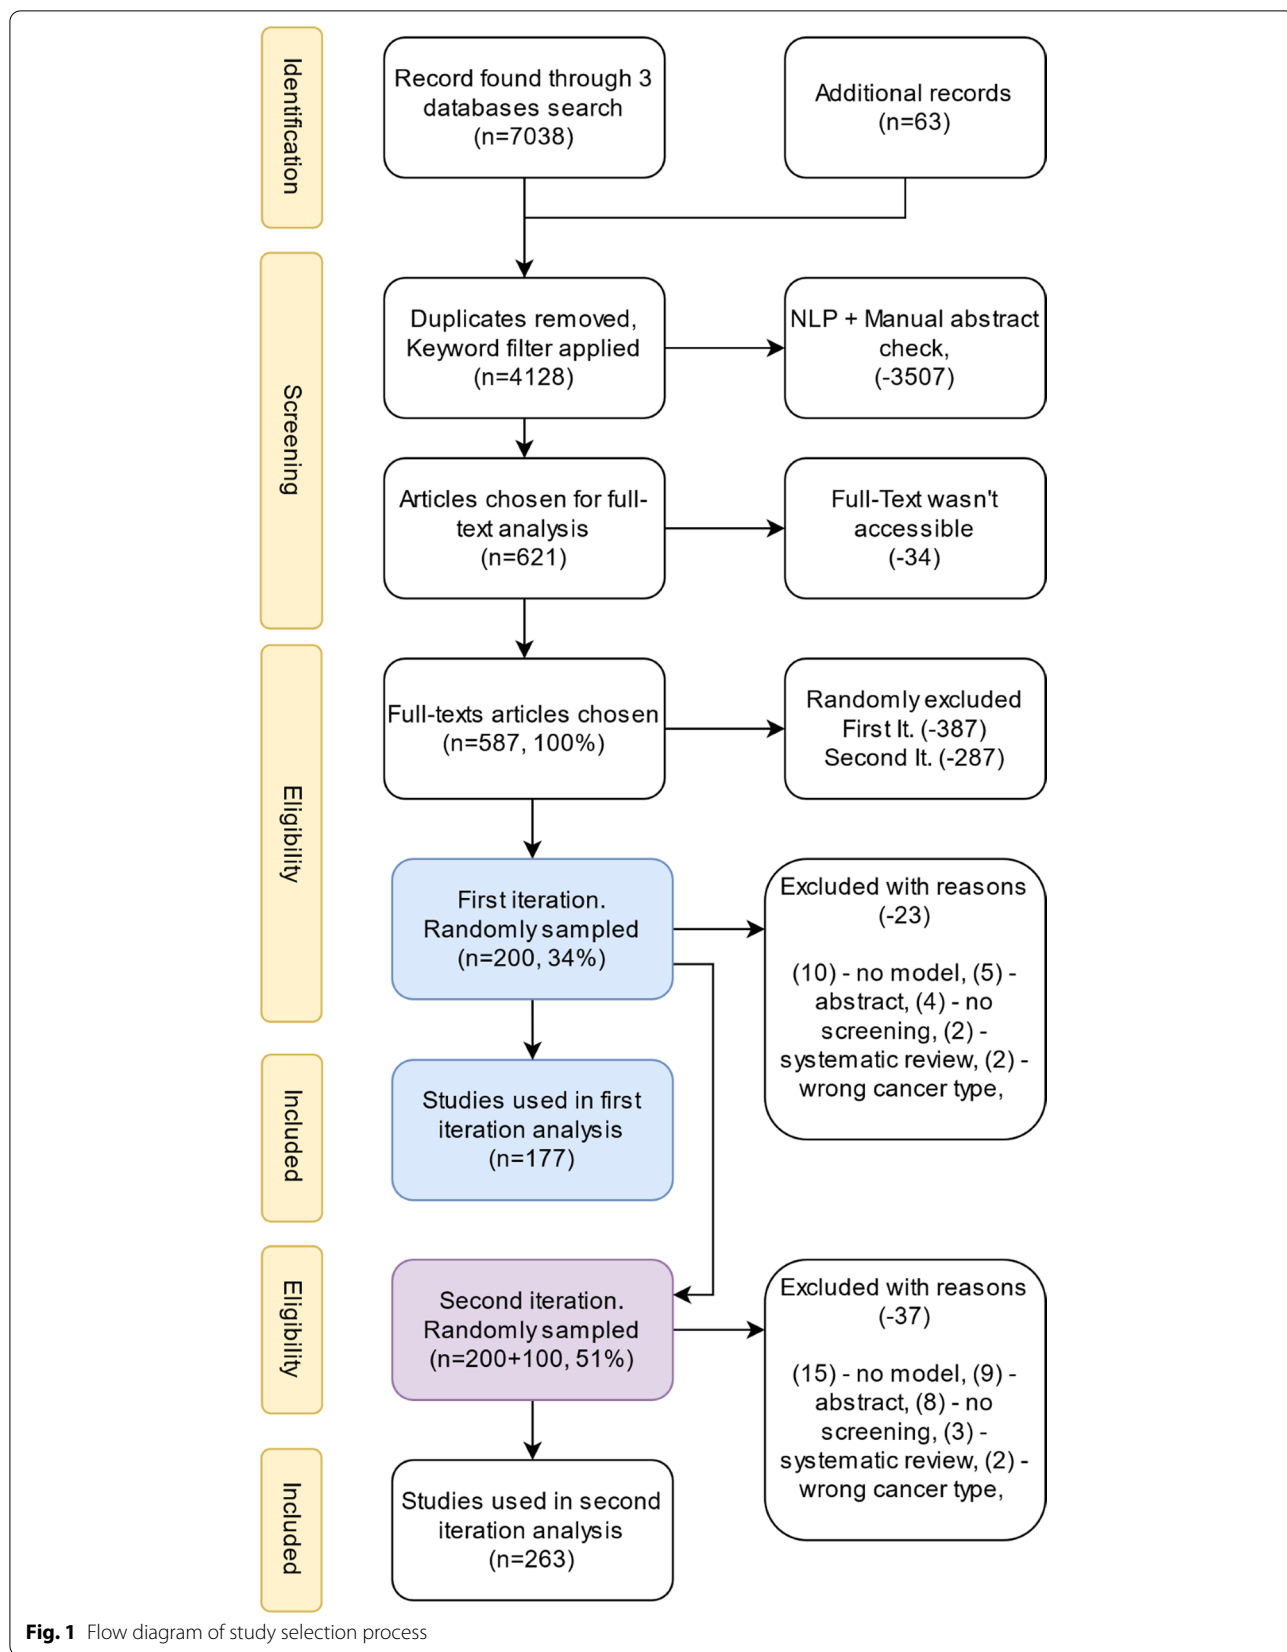 Identification
Record found through 3
databases search
(n=7038)
Additional records
(n=63)
Screening
Duplicates removed,
Keyword filter applied
(n=4128)
NLP + Manual abstract
check,
(-3507)
Articles chosen for full-
text analysis
(n=621)
Full-Text wasn't
accessible
(-34)
Eligibility
Full-texts articles chosen
(n=587, 100%)
Randomly excluded
First It. (-387)
Second It. (-287)
First iteration.
Randomly sampled
(n=200, 34%)
Excluded with reasons
(-23)
(10) - no model, (5) -
abstract, (4) - no
screening, (2) -
systematic review, (2) -
wrong cancer type,
Included
Studies used in first
iteration analysis
(n=177)
Eligibility
Second iteration.
Randomly sampled
(n=200+100, 51%)
Excluded with reasons
(-37)
(15) - no model, (9) -
abstract, (8) - no
screening, (3) -
systematic review, (2) -
wrong cancer type,
Included
Studies used in second
iteration analysis
(n=263)
Fig. 1 Flow diagram of study selection process